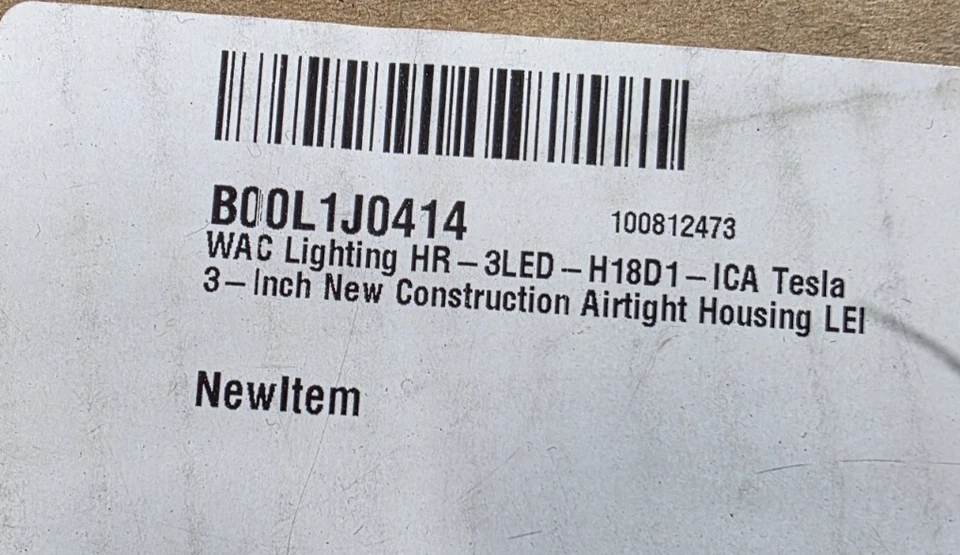 B00L1J0414 100812473
WAC Lighting HR-3LED-H18D1-ICA Tesla
3-Inch New Construction Airtight Housing LEI
NewItem